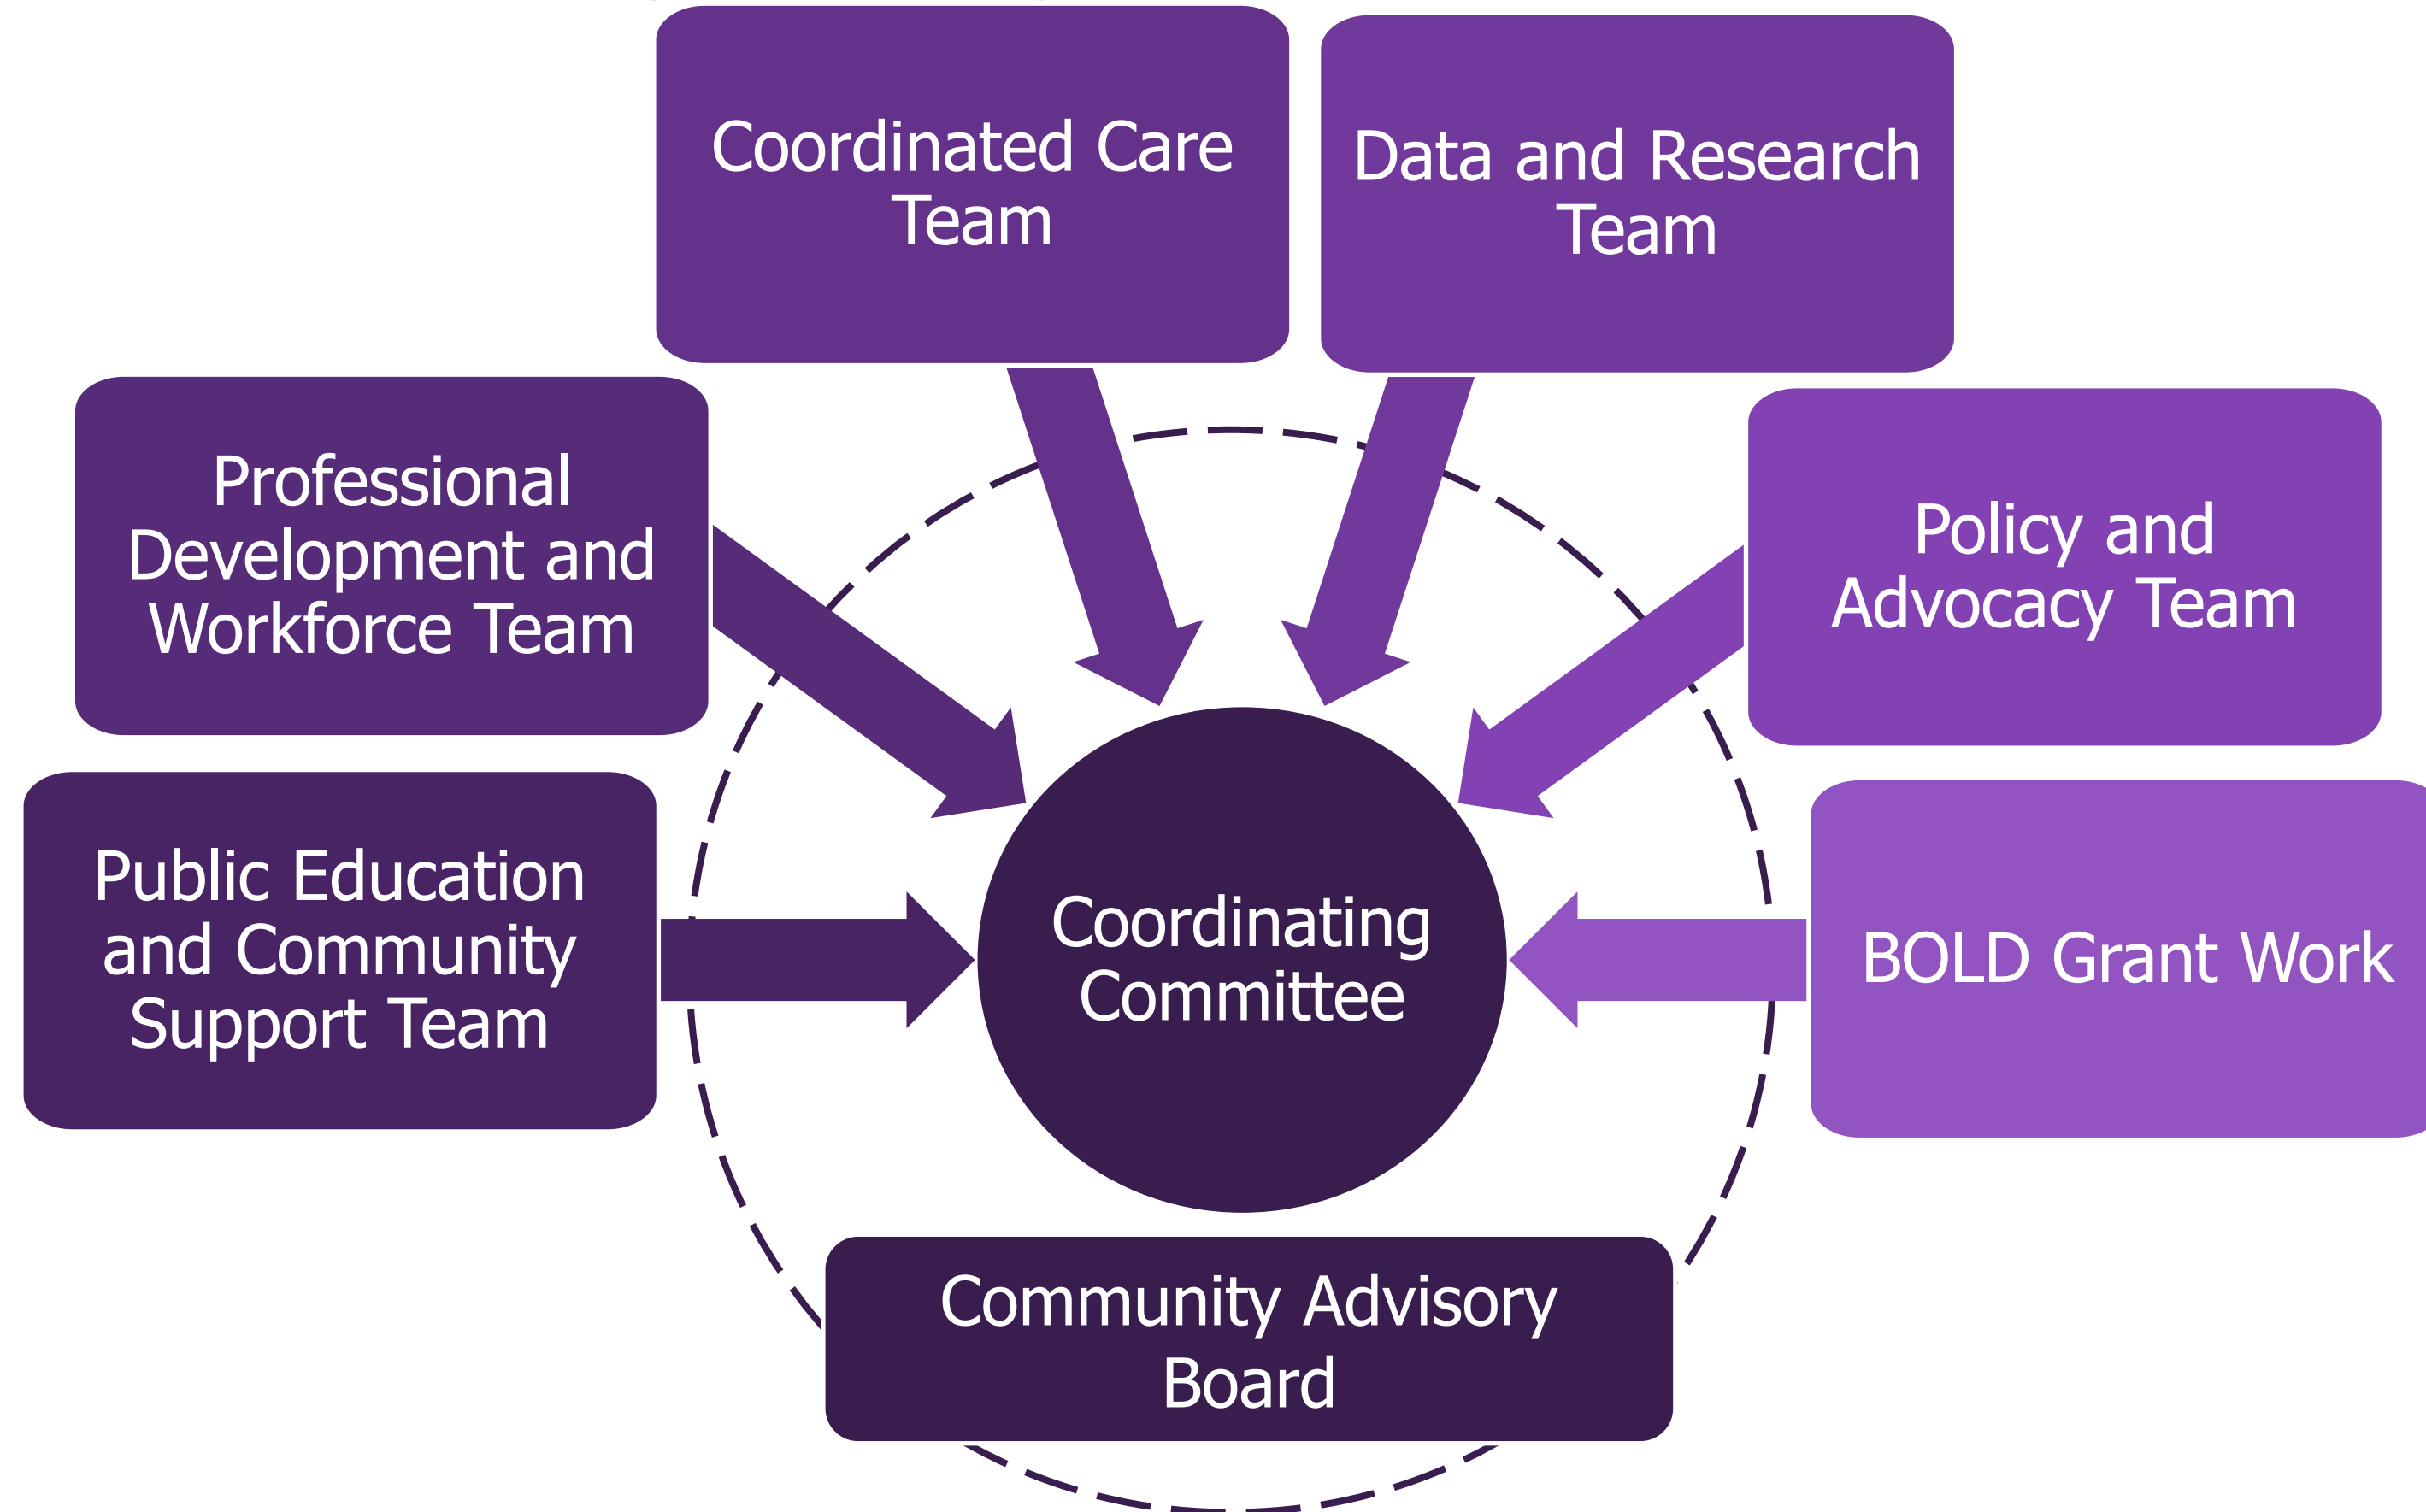 Coordinated Care
Team
Data and Research
Team
Professional
Development and
Workforce Team
Policy and
Advocacy Team
Public Education
and Community
Support Team
Coordinating
Committee
BOLD Grant Work
Community Advisory
Board